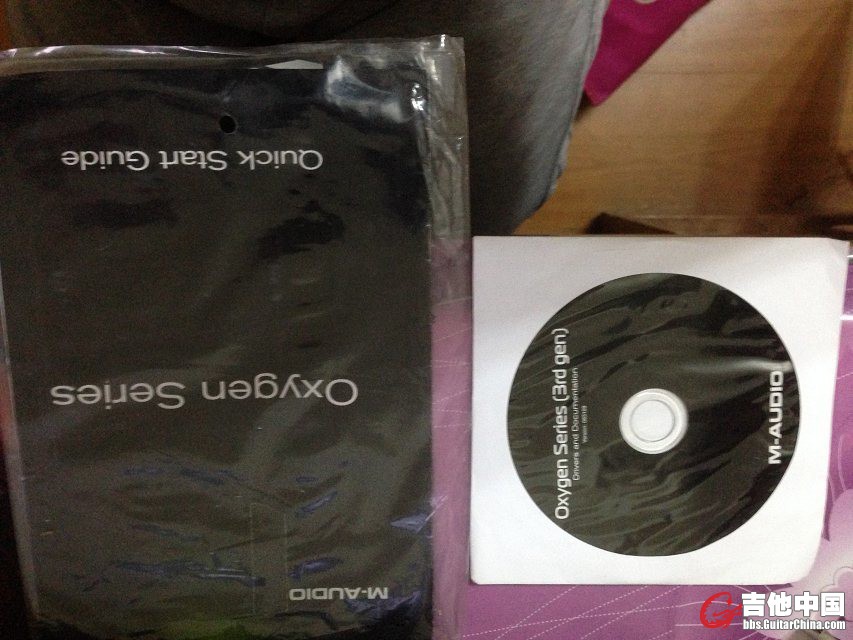 Quick Start Guide
Oxygen Series
M-AUDIO
Oxygen Series (3rd gen)
Drivers and Documentation
M-AUDIO
吉他中国
bbs.GuitarChina.com